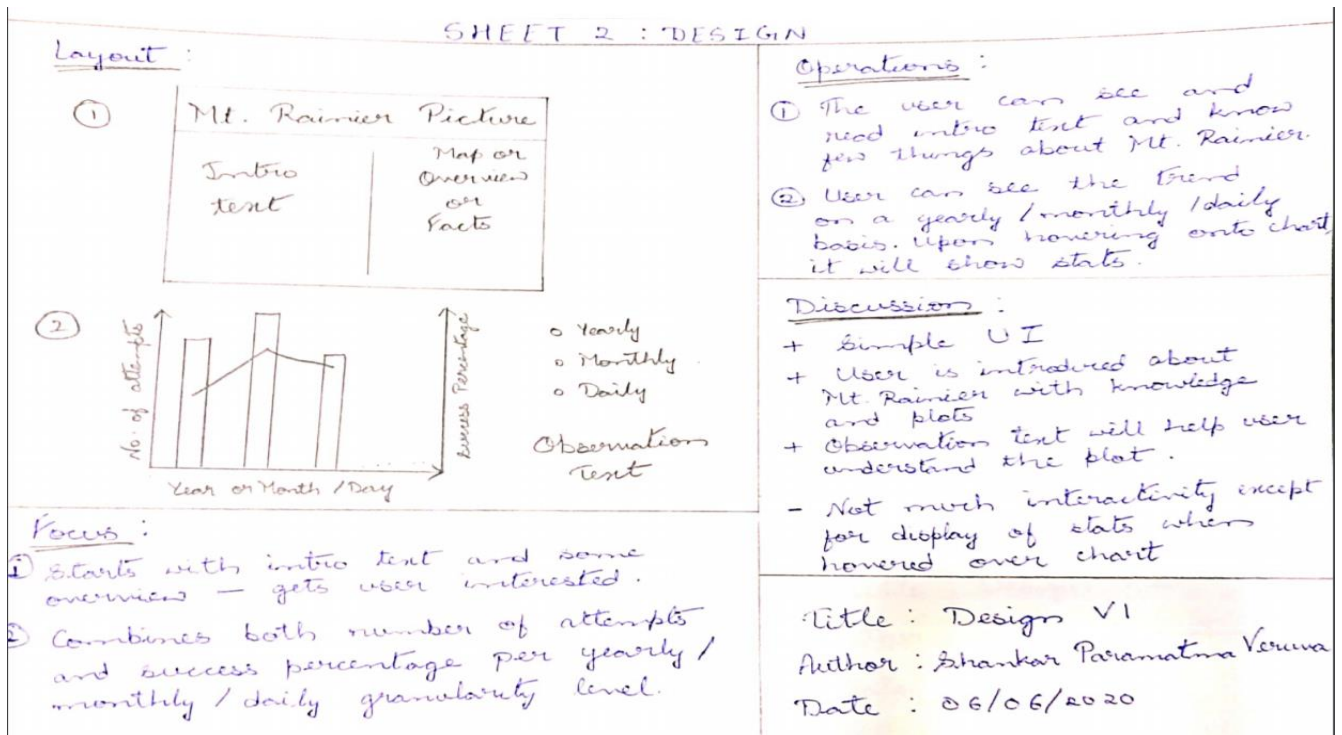 SHEET 2 : DESIGN
Layout :
①
Mt. Rainier Picture
Intro
text
Map or
Overview
or
Facts
②
No. of attempts
Success Percentage
Year or Month / Day
o Yearly
o Monthly
o Daily
Observation
Text
Focus :
① Starts with intro text and some
overview — gets user interested.
② Combines both number of attempts
and success percentage per yearly /
monthly / daily granularity level.
Operations :
① The user can see and
read intro text and know
few things about Mt. Rainier.
② User can see the trend
on a yearly / monthly / daily
basis. Upon hovering onto chart,
it will show stats.
Discussion :
+ Simple UI
+ User is introduced about
Mt. Rainier with knowledge
and plots
+ Observation text will help user
understand the plot.
- Not much interactivity except
for display of stats when
hovered over chart
Title : Design V1
Author : Shankar Paramatma Veruva
Date : 06/06/2020